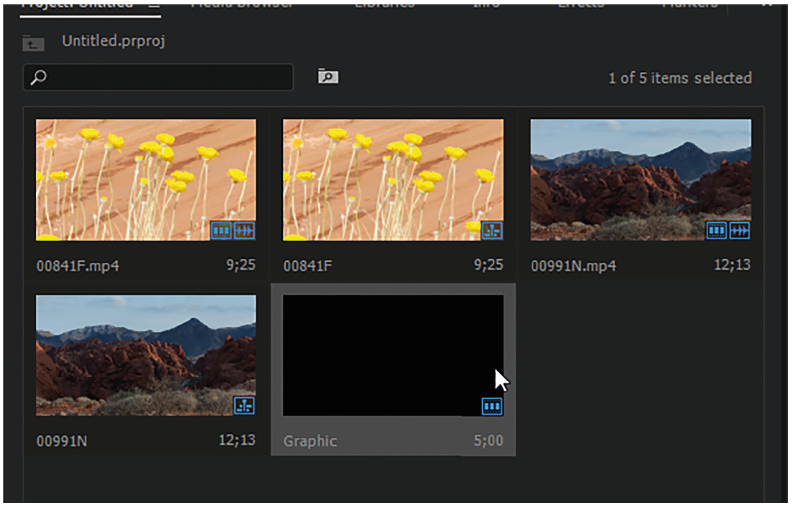 Project: Untitled Media Browser Libraries Info Effects Markers
Untitled.prproj
1 of 5 items selected
00841F.mp4 9;25 00841F 9;25 00991N.mp4 12;13
00991N 12;13 Graphic 5;00